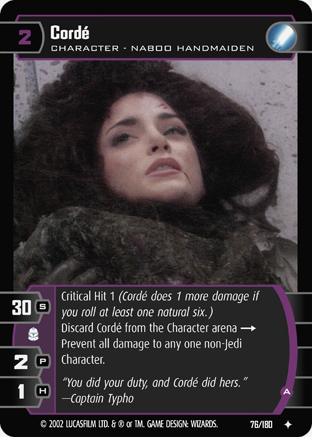 2 Cordé
CHARACTER - NABOO HANDMAIDEN
30 S
2 P
1 H
Critical Hit 1 (Cordé does 1 more damage if
you roll at least one natural six.)
Discard Cordé from the Character arena →
Prevent all damage to any one non-Jedi
Character.
"You did your duty, and Cordé did hers."
—Captain Typho
A
© 2002 LUCASFILM LTD. & ® or TM. GAME DESIGN: WIZARDS. 76/180